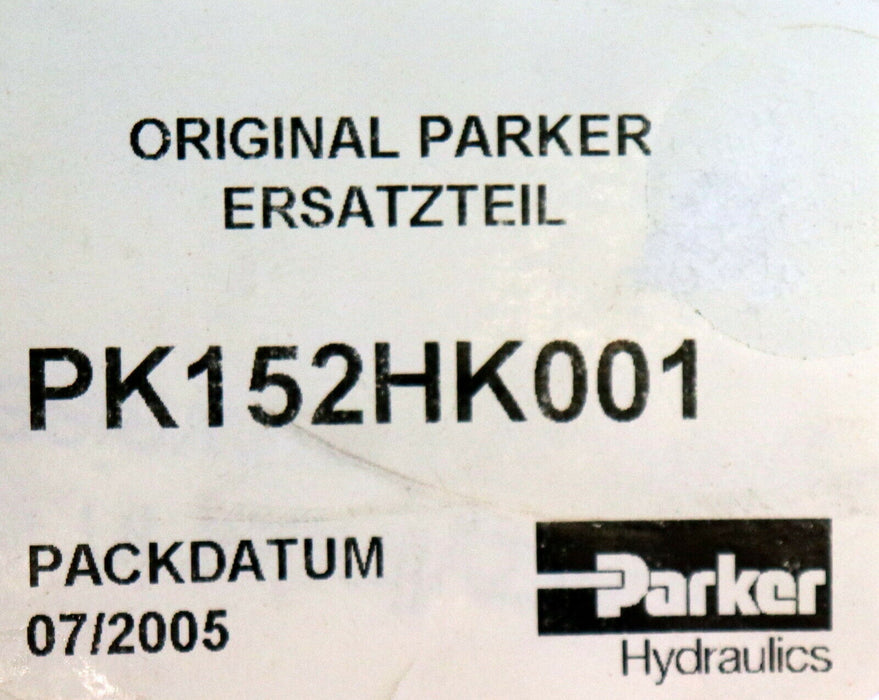 ORIGINAL PARKER
ERSATZTEIL
PK152HK001
PACKDATUM
07/2005
Parker
Hydraulics